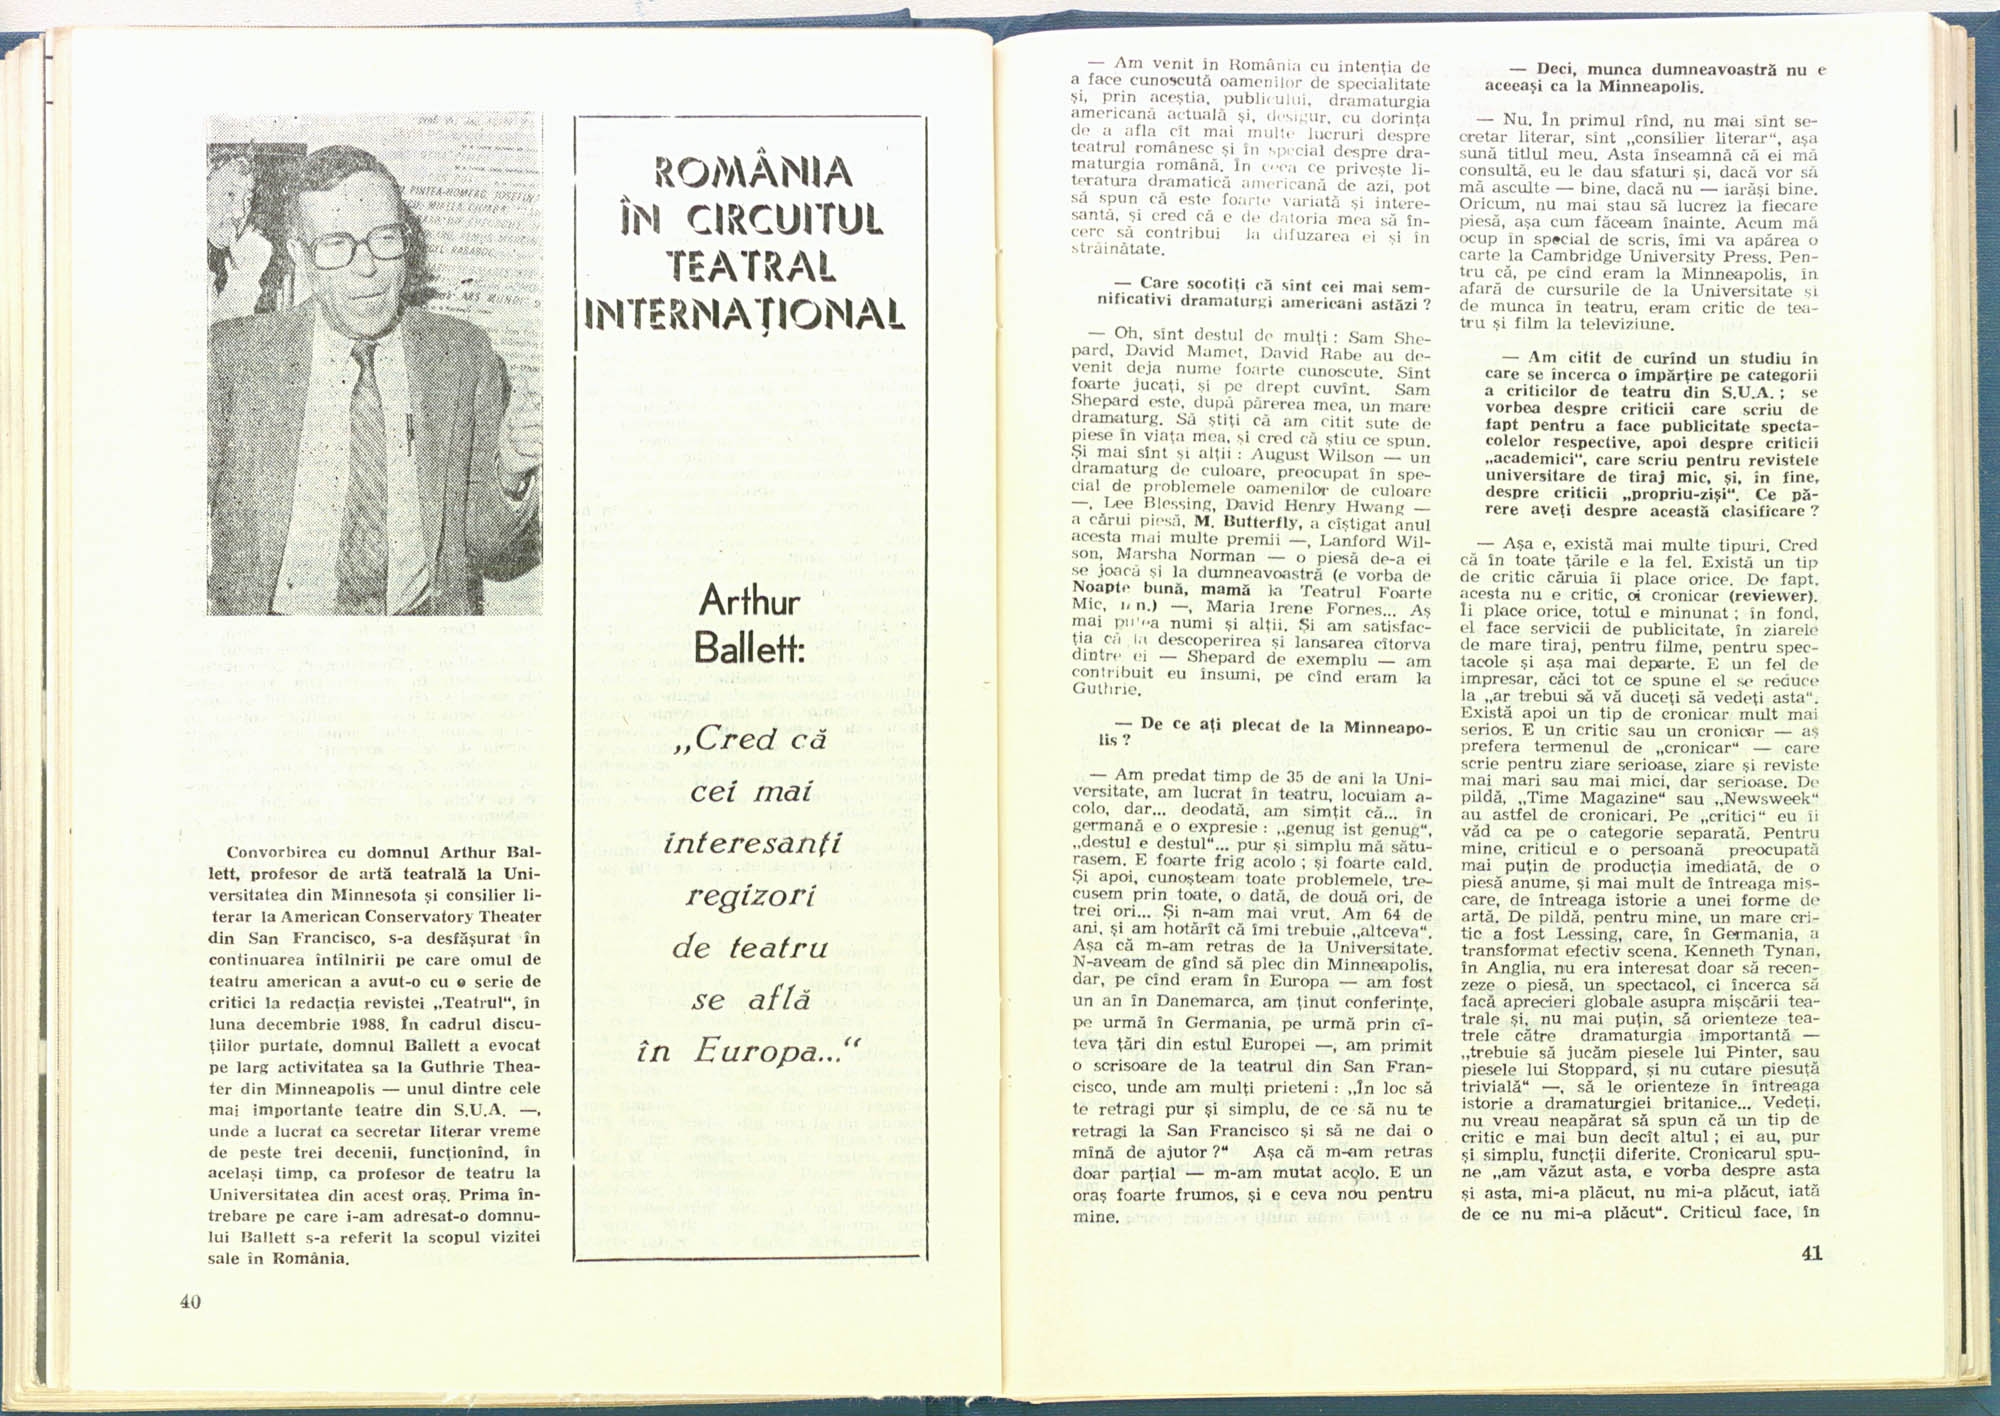 ROMÂNIA
ÎN CIRCUITUL
TEATRAL
INTERNAȚIONAL
Arthur
Ballett:
„Cred că
cei mai
interesanți
regizori
de teatru
se află
în Europa..."
Convorbirea cu domnul Arthur Bal-
lett, profesor de artă teatrală la Uni-
versitatea din Minnesota și consilier li-
terar la American Conservatory Theater
din San Francisco, s-a desfășurat în
continuarea întîlnirii pe care omul de
teatru american a avut-o cu o serie de
critici la redacția revistei „Teatrul", în
luna decembrie 1988. În cadrul discu-
țiilor purtate, domnul Ballett a evocat
pe larg activitatea sa la Guthrie Thea-
ter din Minneapolis — unul dintre cele
mai importante teatre din S.U.A. —,
unde a lucrat ca secretar literar vreme
de peste trei decenii, funcționînd, în
același timp, ca profesor de teatru la
Universitatea din acest oraș. Prima în-
trebare pe care i-am adresat-o domnu-
lui Ballett s-a referit la scopul vizitei
sale în România.
40
— Am venit în România cu intenția de
a face cunoscută oamenilor de specialitate
și, prin aceștia, publicului, dramaturgia
americană actuală și, desigur, cu dorința
de a afla cît mai multe lucruri despre
teatrul românesc și în special despre dra-
maturgia română. În ceea ce privește li-
teratura dramatică americană de azi, pot
să spun că este foarte variată și intere-
santă, și cred că e de datoria mea să în-
cerc să contribui la difuzarea ei și în
străinătate.
— Care socotiți că sînt cei mai sem-
nificativi dramaturgi americani astăzi ?
— Oh, sînt destul de mulți : Sam She-
pard, David Mamet, David Rabe au de-
venit deja nume foarte cunoscute. Sînt
foarte jucați, și pe drept cuvînt. Sam
Shepard este, după părerea mea, un mare
dramaturg. Să știți că am citit sute de
piese în viața mea, și cred că știu ce spun.
Și mai sînt și alții : August Wilson — un
dramaturg de culoare, preocupat în spe-
cial de problemele oamenilor de culoare
—, Lee Blessing, David Henry Hwang —
a cărui piesă, M. Butterfly, a cîștigat anul
acesta mai multe premii —, Lanford Wil-
son, Marsha Norman — o piesă de-a ei
se joacă și la dumneavoastră (e vorba de
Noapte bună, mamă la Teatrul Foarte
Mic, n.n.) —, Maria Irene Fornes... Aș
mai putea numi și alții. Și am satisfac-
ția că la descoperirea și lansarea cîtorva
dintre ei — Shepard de exemplu — am
contribuit eu însumi, pe cînd eram la
Guthrie.
— De ce ați plecat de la Minneapo-
lis ?
— Am predat timp de 35 de ani la Uni-
versitate, am lucrat în teatru, locuiam a-
colo, dar... deodată, am simțit că... în
germană e o expresie : „genug ist genug",
„destul e destul"... pur și simplu mă sătu-
rasem. E foarte frig acolo ; și foarte cald.
Și apoi, cunoșteam toate problemele, tre-
cusem prin toate, o dată, de două ori, de
trei ori... Și n-am mai vrut. Am 64 de
ani, și am hotărît că îmi trebuie „altceva".
Așa că m-am retras de la Universitate.
N-aveam de gînd să plec din Minneapolis,
dar, pe cînd eram în Europa — am fost
un an în Danemarca, am ținut conferințe,
pe urmă în Germania, pe urmă prin cî-
teva țări din estul Europei —, am primit
o scrisoare de la teatrul din San Fran-
cisco, unde am mulți prieteni : „În loc să
te retragi pur și simplu, de ce să nu te
retragi la San Francisco și să ne dai o
mînă de ajutor ?" Așa că m-am retras
doar parțial — m-am mutat acolo. E un
oraș foarte frumos, și e ceva nou pentru
mine.
— Deci, munca dumneavoastră nu e
aceeași ca la Minneapolis.
— Nu. În primul rînd, nu mai sînt se-
cretar literar, sînt „consilier literar", așa
sună titlul meu. Asta înseamnă că ei mă
consultă, eu le dau sfaturi și, dacă vor să
mă asculte — bine, dacă nu — iarăși bine.
Oricum, nu mai stau să lucrez la fiecare
piesă, așa cum făceam înainte. Acum mă
ocup în special de scris, îmi va apărea o
carte la Cambridge University Press. Pen-
tru că, pe cînd eram la Minneapolis, în
afară de cursurile de la Universitate și
de munca în teatru, eram critic de tea-
tru și film la televiziune.
— Am citit de curînd un studiu în
care se încerca o împărțire pe categorii
a criticilor de teatru din S.U.A. ; se
vorbea despre criticii care scriu de
fapt pentru a face publicitate specta-
colelor respective, apoi despre criticii
„academici", care scriu pentru revistele
universitare de tiraj mic, și, în fine,
despre criticii „propriu-ziși". Ce pă-
rere aveți despre această clasificare ?
— Așa e, există mai multe tipuri. Cred
că în toate țările e la fel. Există un tip
de critic căruia îi place orice. De fapt,
acesta nu e critic, ci cronicar (reviewer).
Îi place orice, totul e minunat ; în fond,
el face servicii de publicitate, în ziarele
de mare tiraj, pentru filme, pentru spec-
tacole și așa mai departe. E un fel de
impresar, căci tot ce spune el se reduce
la „ar trebui să vă duceți să vedeți asta".
Există apoi un tip de cronicar mult mai
serios. E un critic sau un cronicar — aș
prefera termenul de „cronicar" — care
scrie pentru ziare serioase, ziare și reviste
mai mari sau mai mici, dar serioase. De
pildă, „Time Magazine" sau „Newsweek"
au astfel de cronicari. Pe „critici" eu îi
văd ca pe o categorie separată. Pentru
mine, criticul e o persoană preocupată
mai puțin de producția imediată, de o
piesă anume, și mai mult de întreaga miș-
care, de întreaga istorie a unei forme de
artă. De pildă, pentru mine, un mare cri-
tic a fost Lessing, care, în Germania, a
transformat efectiv scena. Kenneth Tynan,
în Anglia, nu era interesat doar să recen-
zeze o piesă, un spectacol, ci încerca să
facă aprecieri globale asupra mișcării tea-
trale și, nu mai puțin, să orienteze tea-
trele către dramaturgia importantă —
„trebuie să jucăm piesele lui Pinter, sau
piesele lui Stoppard, și nu cutare piesuță
trivială" —, să le orienteze în întreaga
istorie a dramaturgiei britanice... Vedeți,
nu vreau neapărat să spun că un tip de
critic e mai bun decît altul ; ei au, pur
și simplu, funcții diferite. Cronicarul spu-
ne „am văzut asta, e vorba despre asta
și asta, mi-a plăcut, nu mi-a plăcut, iată
de ce nu mi-a plăcut". Criticul face, în
41